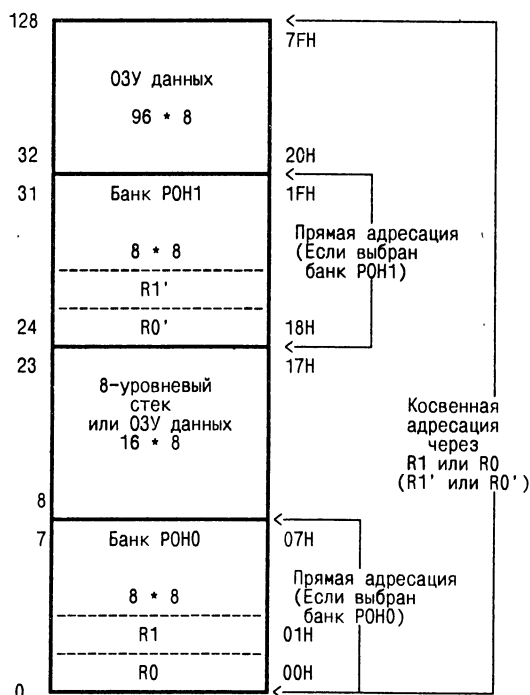 128
7FH
ОЗУ данных
96 * 8
32
20H
31
Банк РОН1
1FH
Прямая адресация
(Если выбран
банк РОН1)
8 * 8
R1'
24
R0'
18H
23
17H
8-уровневый
стек
или ОЗУ данных
16 * 8
Косвенная
адресация
через
R1 или R0
(R1' или R0')
8
7
Банк РОН0
07H
Прямая адресация
(Если выбран
банк РОН0)
8 * 8
R1
01H
R0
00H
0